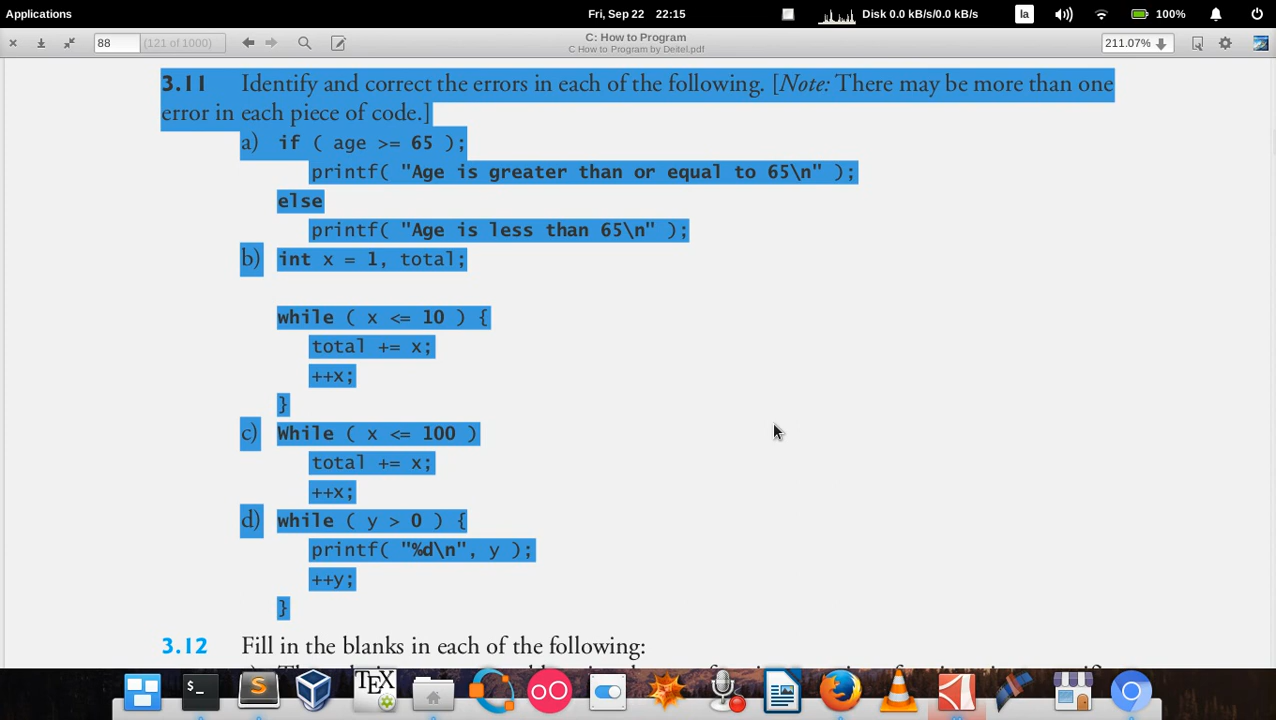 Applications
Fri, Sep 22 22:15
Disk 0.0 kB/s/0.0 kB/s
la
100%
88
(121 of 1000)
C: How to Program
C How to Program by Deitel.pdf
211.07%
3.11 Identify and correct the errors in each of the following. [Note: There may be more than one
error in each piece of code.]
a) if ( age >= 65 );
printf( "Age is greater than or equal to 65\n" );
else
printf( "Age is less than 65\n" );
b) int x = 1, total;
while ( x <= 10 ) {
total += x;
++x;
}
c) While ( x <= 100 )
total += x;
++x;
d) while ( y > 0 ) {
printf( "%d\n", y );
++y;
}
3.12 Fill in the blanks in each of the following:
>_
S
TEX